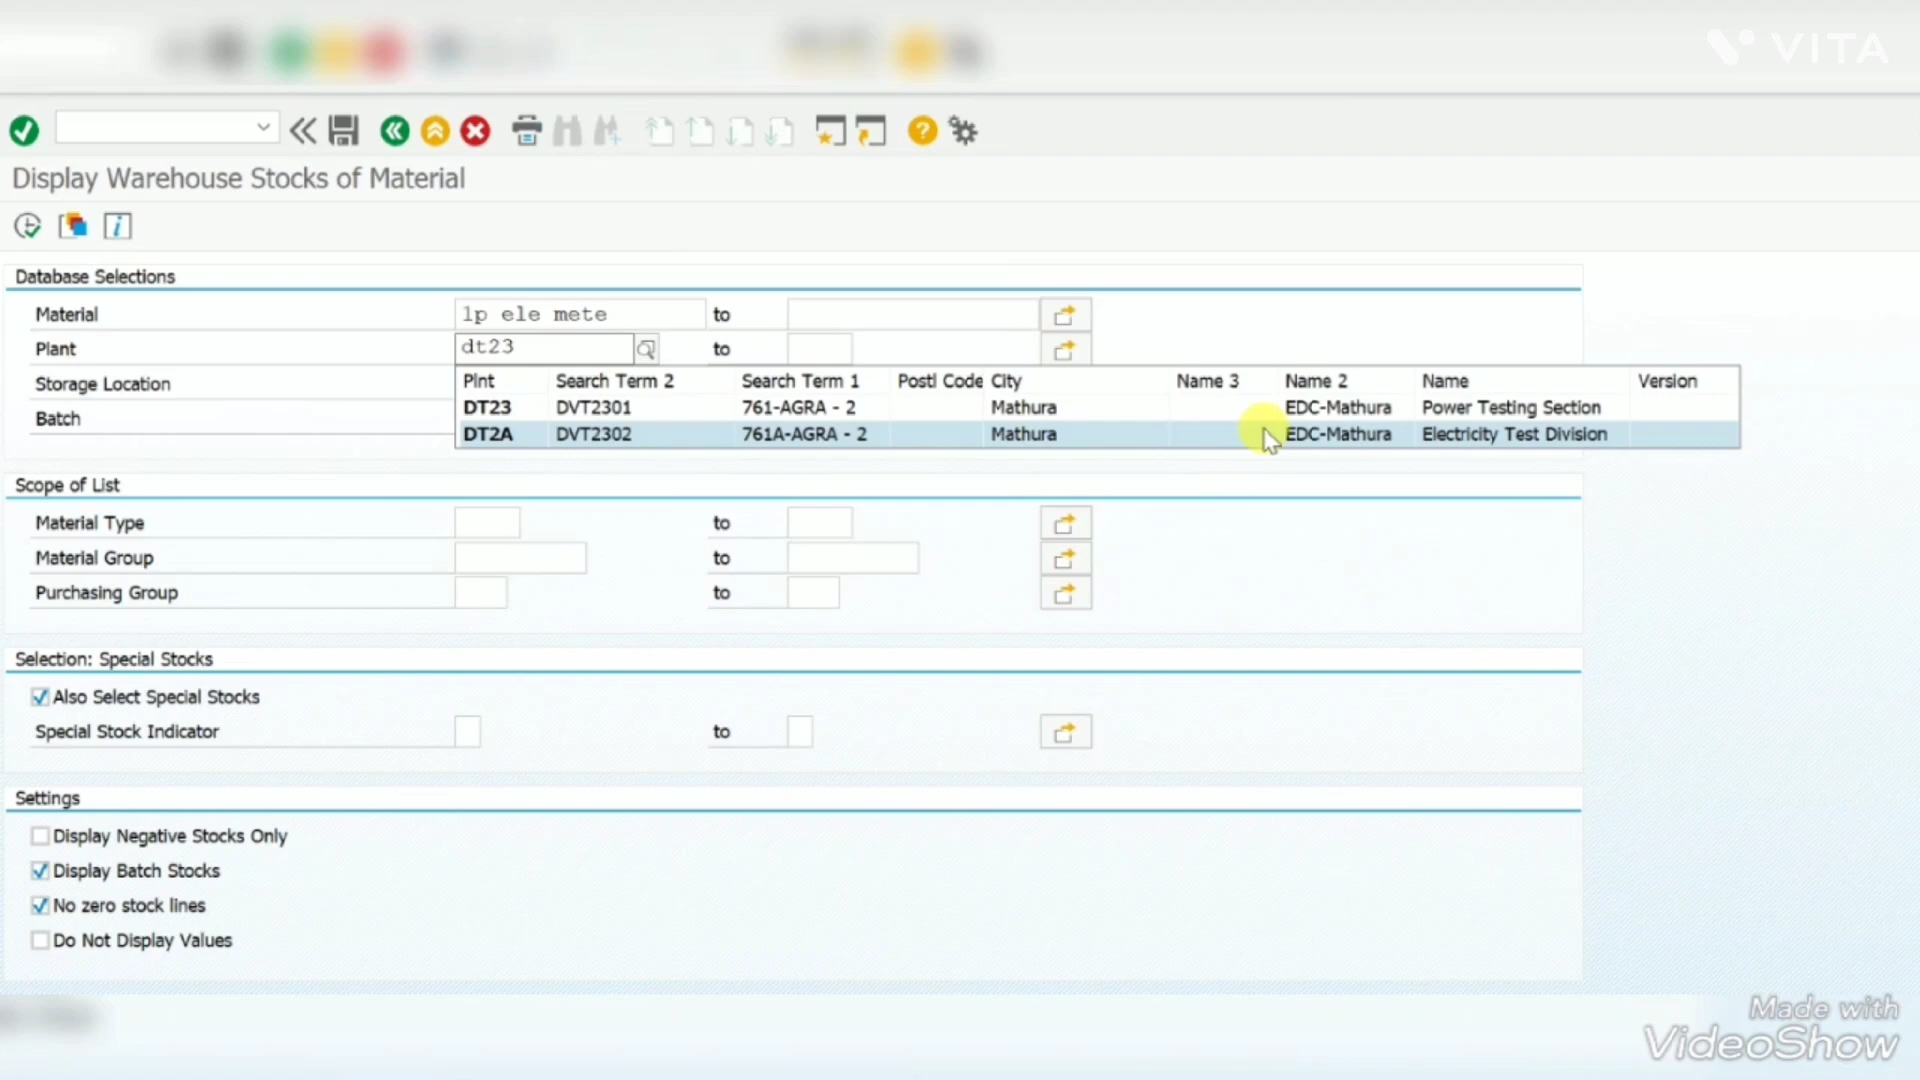 VITA
Display Warehouse Stocks of Material
Database Selections
Material 1p ele mete to
Plant dt23 to
Storage Location
Batch
Plnt Search Term 2 Search Term 1 Postl Code City Name 3 Name 2 Name Version
DT23 DVT2301 761-AGRA - 2 Mathura EDC-Mathura Power Testing Section
DT2A DVT2302 761A-AGRA - 2 Mathura EDC-Mathura Electricity Test Division
Scope of List
Material Type to
Material Group to
Purchasing Group to
Selection: Special Stocks
Also Select Special Stocks
Special Stock Indicator to
Settings
Display Negative Stocks Only
Display Batch Stocks
No zero stock lines
Do Not Display Values
Made with
VideoShow